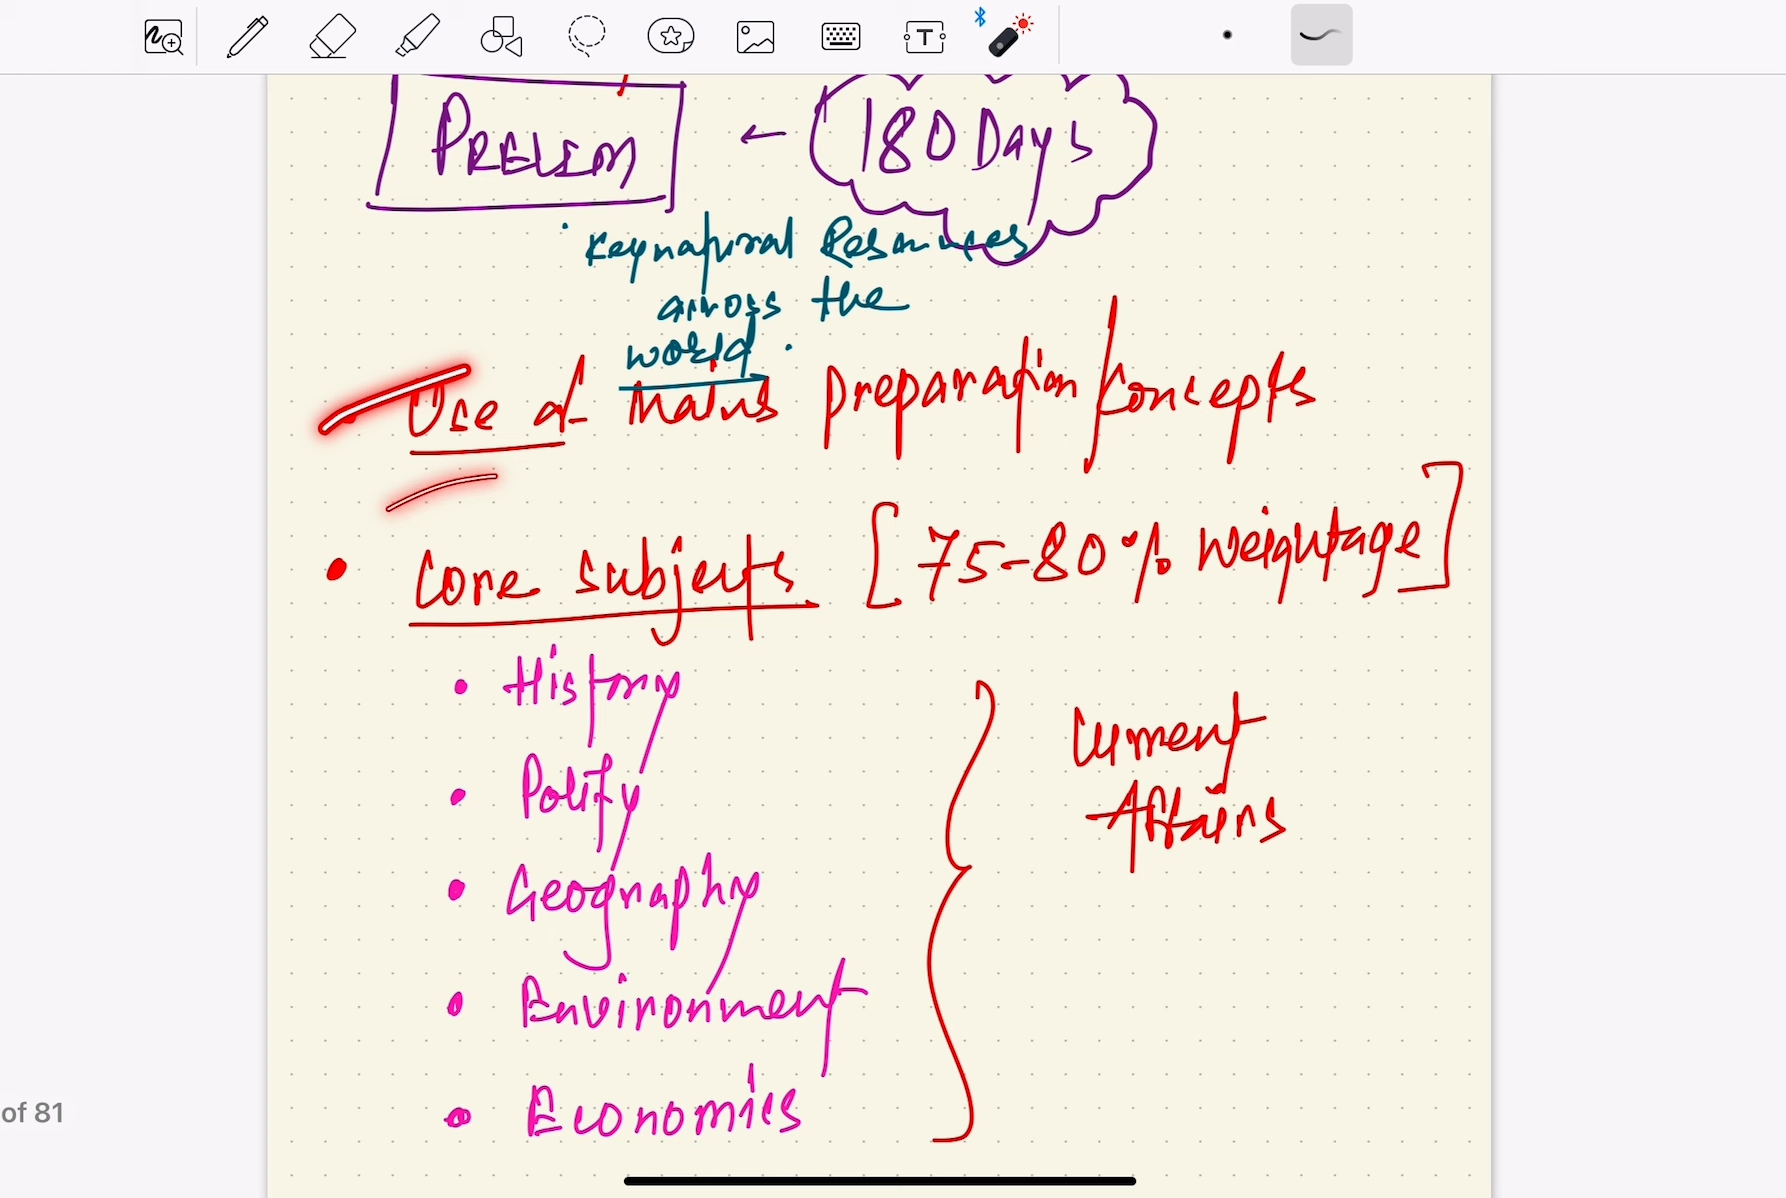 PRELIM ← 180 Days
Key natural Resources
across the
world.
Use of Mains Preparation/Concepts
• Core Subjects [75-80% Weightage]
• History
• Polity
• Geography
• Environment
• Economics
Current
Affairs
of 81
T